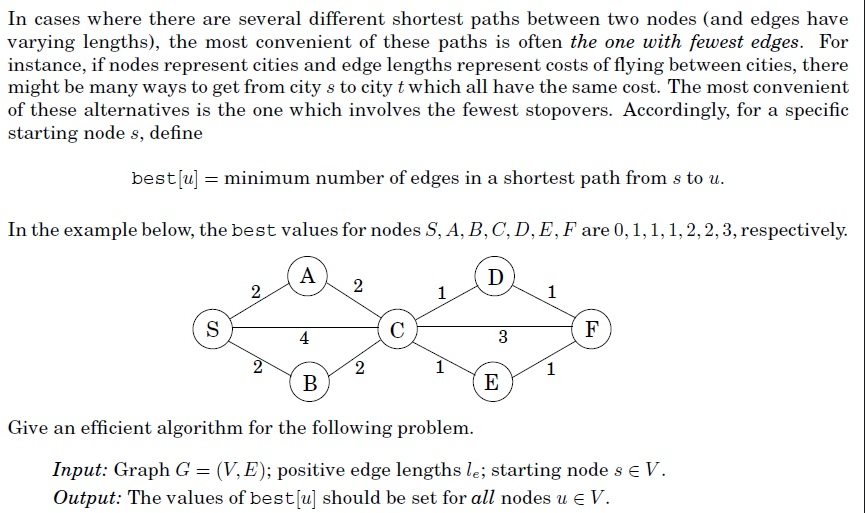 In cases where there are several different shortest paths between two nodes (and edges have
varying lengths), the most convenient of these paths is often the one with fewest edges. For
instance, if nodes represent cities and edge lengths represent costs of flying between cities, there
might be many ways to get from city s to city t which all have the same cost. The most convenient
of these alternatives is the one which involves the fewest stopovers. Accordingly, for a specific
starting node s, define
best[u] = minimum number of edges in a shortest path from s to u.
In the example below, the best values for nodes S, A, B, C, D, E, F are 0, 1, 1, 1, 2, 2, 3, respectively.
A D
2 2 1 1
S C F
4 3
2 2 1 1
B E
Give an efficient algorithm for the following problem.
Input: Graph G = (V, E); positive edge lengths lₑ; starting node s ∈ V.
Output: The values of best[u] should be set for all nodes u ∈ V.